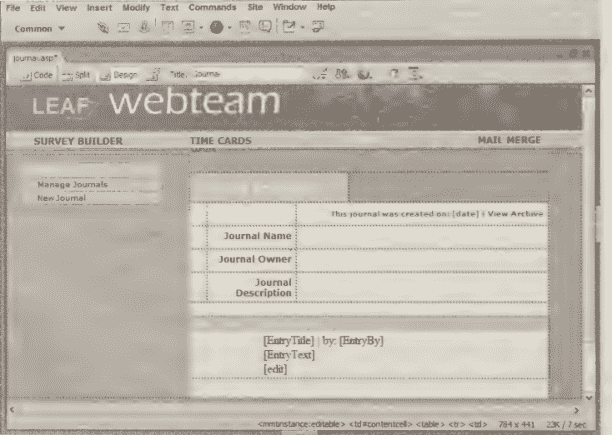 File Edit View Insert Modify Text Commands Site Window Help
Common
journal.asp*
Code Split Design Title: Journal
LEAF webteam
SURVEY BUILDER TIME CARDS MAIL MERGE
Manage Journals
New Journal
This journal was created on: [date] | View Archive
Journal Name
Journal Owner
Journal
Description
[EntryTitle] | by: [EntryBy]
[EntryText]
[edit]
<mmtinstance:editable> <td#contentcell> <table> <tr> <td> 784 x 441 23K / 7 sec